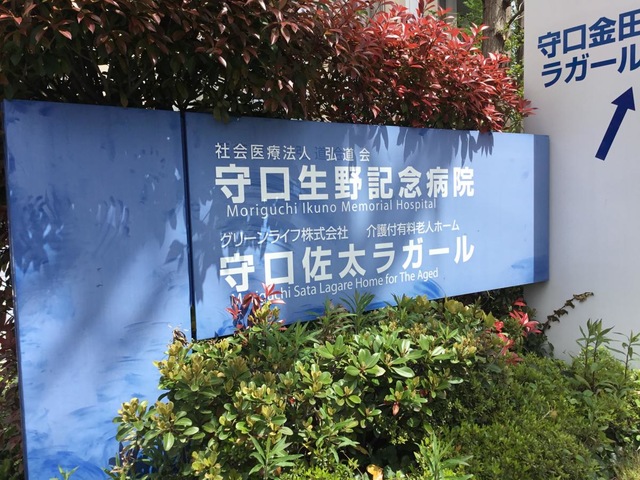 社会医療法人 弘道会
守口生野記念病院
Moriguchi Ikuno Memorial Hospital
グリーンライフ株式会社 介護付有料老人ホーム
守口佐太ラガール
uchi Sata Lagare Home for The Aged
守口金田
ラガール